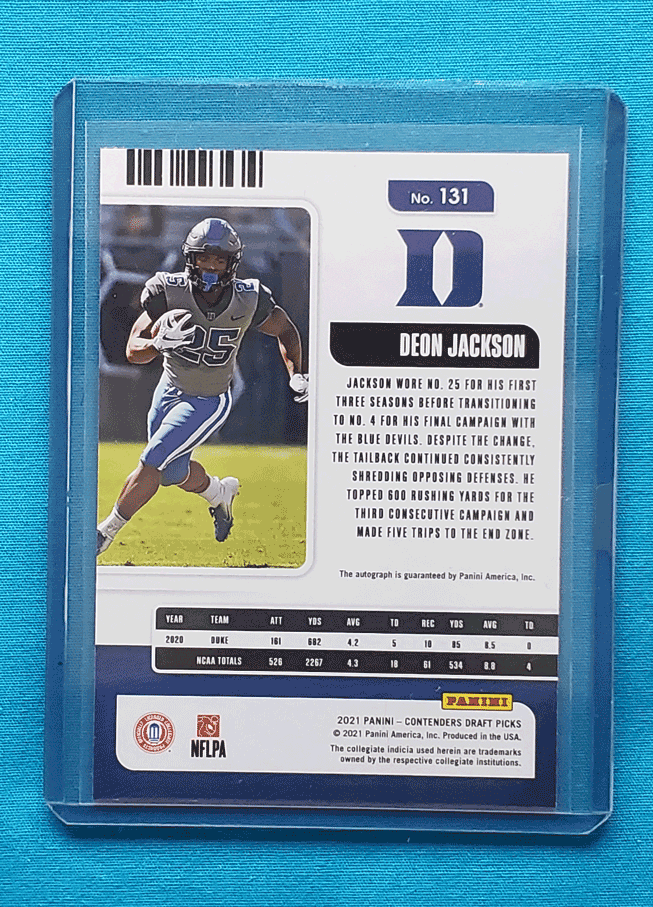 No. 131
D
25
25
DEON JACKSON
JACKSON WORE NO. 25 FOR HIS FIRST
THREE SEASONS BEFORE TRANSITIONING
TO NO. 4 FOR HIS FINAL CAMPAIGN WITH
THE BLUE DEVILS. DESPITE THE CHANGE,
THE TAILBACK CONTINUED CONSISTENTLY
SHREDDING OPPOSING DEFENSES. HE
TOPPED 600 RUSHING YARDS FOR THE
THIRD CONSECUTIVE CAMPAIGN AND
MADE FIVE TRIPS TO THE END ZONE.
The autograph is guaranteed by Panini America, Inc.
YEAR TEAM ATT YDS AVG TD REC YDS AVG TD
2020 DUKE 161 662 4.2 5 10 85 8.5 0
NCAA TOTALS 526 2267 4.3 18 61 534 8.8 4
PANINI
2021 PANINI – CONTENDERS DRAFT PICKS
© 2021 Panini America, Inc. Produced in the USA.
The collegiate indicia used herein are trademarks
owned by the respective collegiate institutions.
OFFICIALLY LICENSED COLLEGIATE PRODUCTS
NFLPA